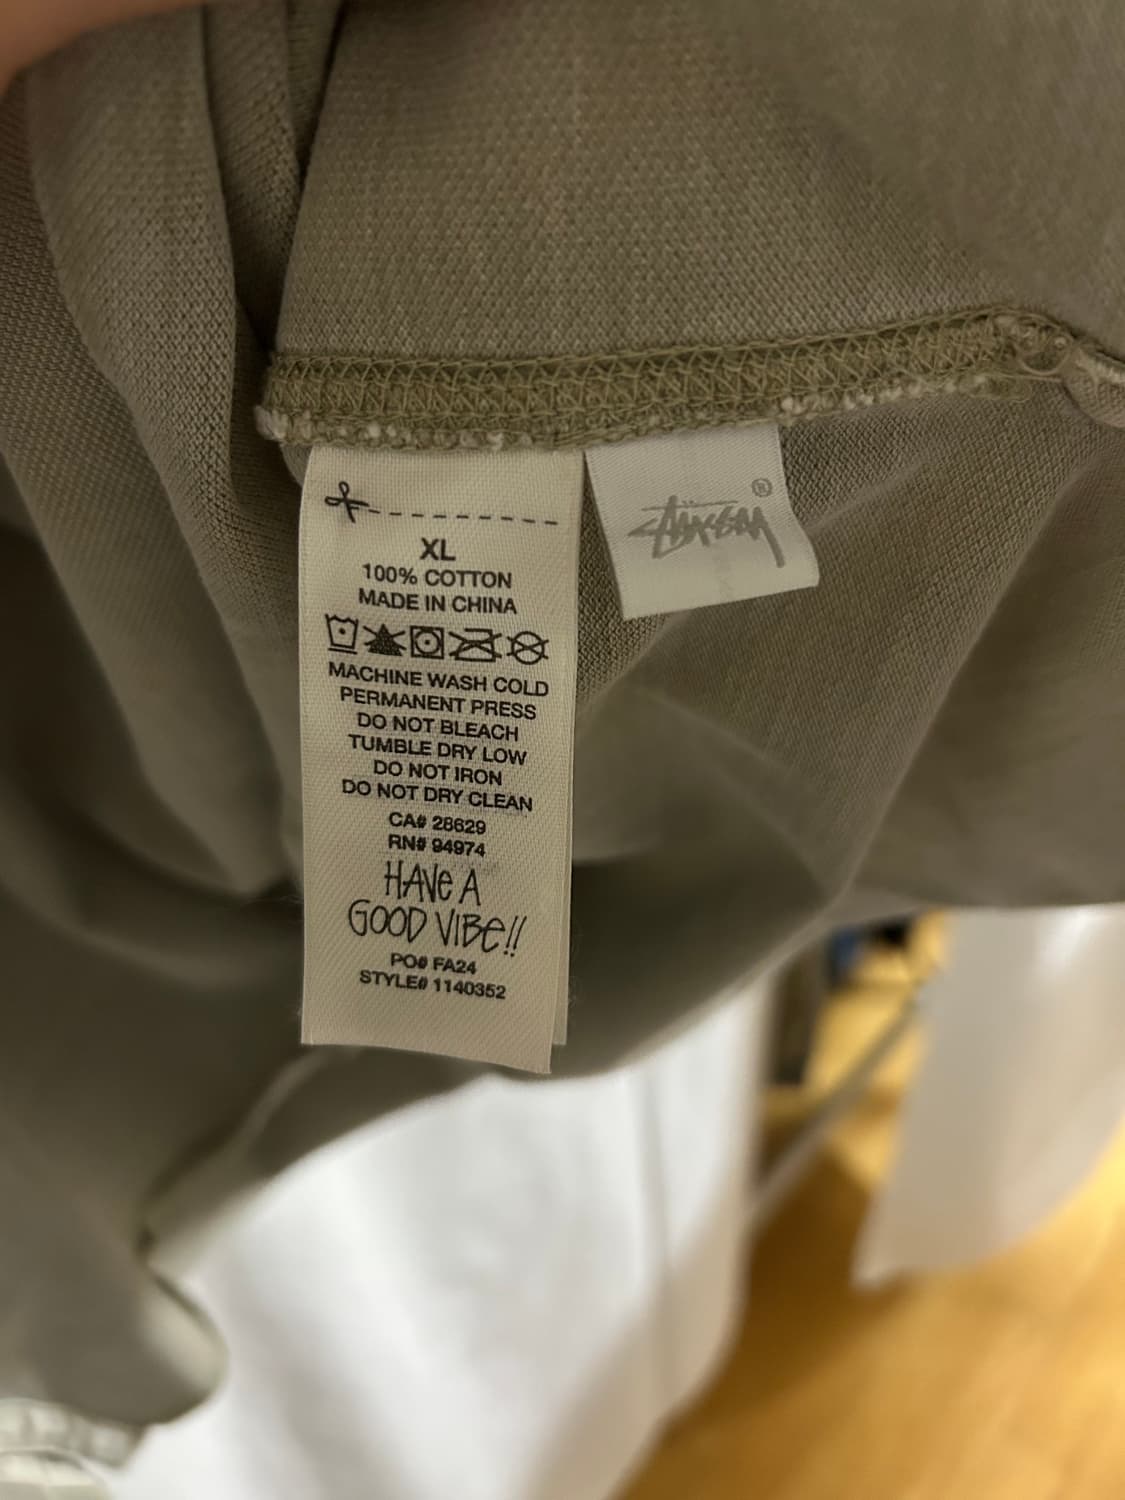 XL
100% COTTON
MADE IN CHINA
MACHINE WASH COLD
PERMANENT PRESS
DO NOT BLEACH
TUMBLE DRY LOW
DO NOT IRON
DO NOT DRY CLEAN
CA# 28629
RN# 94974
HAVE A
GOOD VIBE!!
PO# FA24
STYLE# 1140352
Stüssy ®